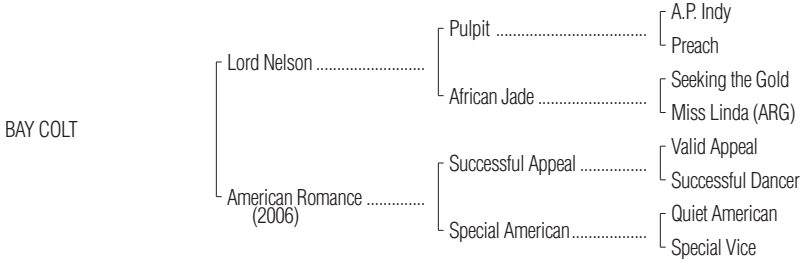 A.P. Indy
Pulpit ....................................
Preach
Lord Nelson ..........................
Seeking the Gold
African Jade ..........................
Miss Linda (ARG)
BAY COLT
Valid Appeal
Successful Appeal ................
Successful Dancer
American Romance ..............
(2006)
Quiet American
Special American..................
Special Vice